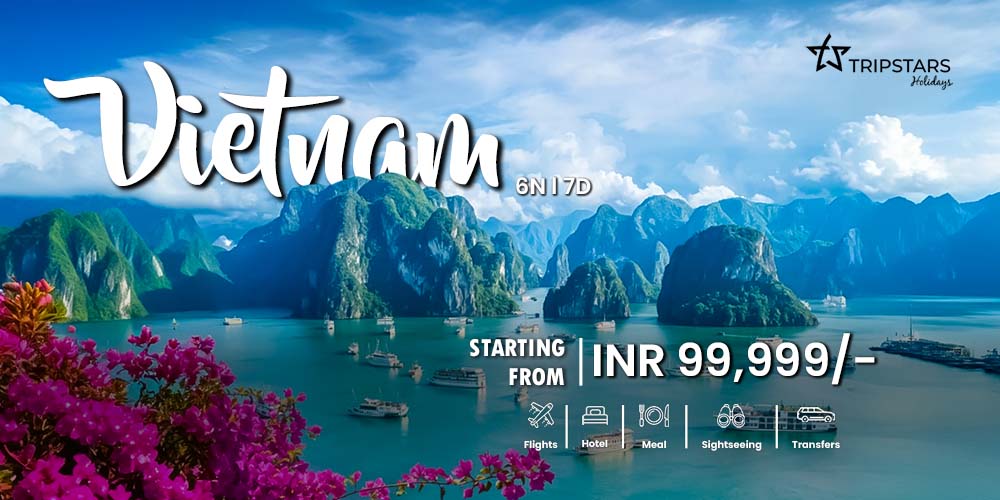 TRIPSTARS
Holidays
Vietnam
6N I 7D
STARTING
FROM
INR 99,999/-
Flights
Hotel
Meal
Sightseeing
Transfers